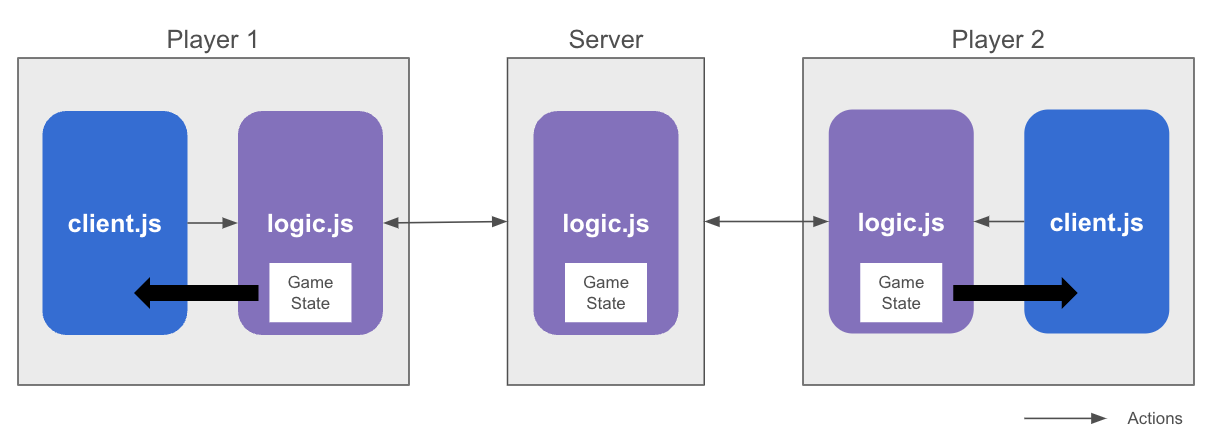 Player 1
Server
Player 2
client.js
logic.js
Game
State
logic.js
Game
State
logic.js
Game
State
client.js
Actions